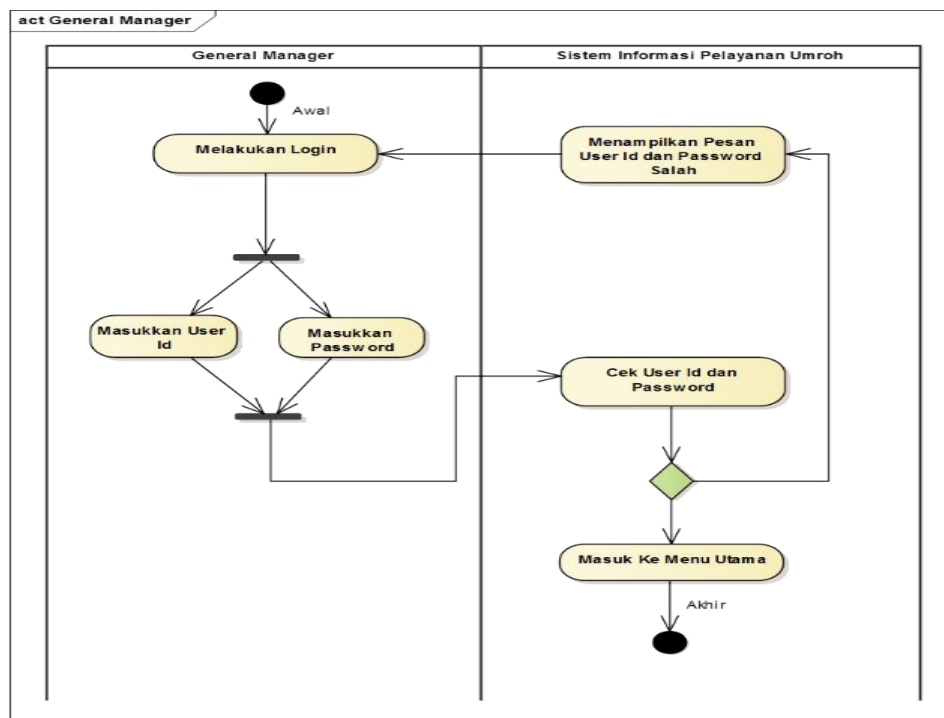 act General Manager
General Manager
Sistem Informasi Pelayanan Umroh
Awal
Melakukan Login
Menampilkan Pesan
User Id dan Password
Salah
Masukkan User
Id
Masukkan
Password
Cek User Id dan
Password
Masuk Ke Menu Utama
Akhir